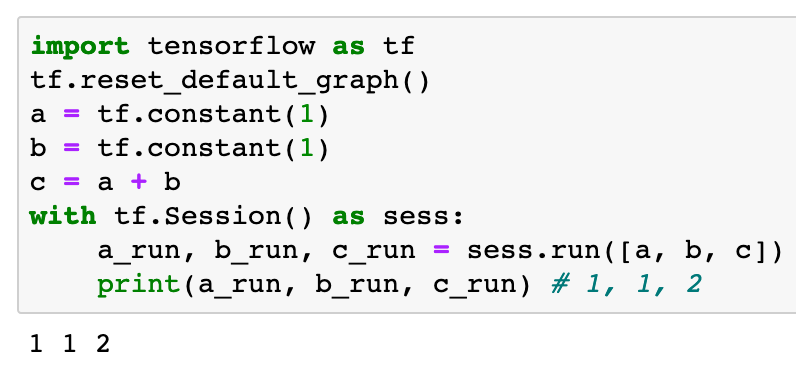 import tensorflow as tf
tf.reset_default_graph()
a = tf.constant(1)
b = tf.constant(1)
c = a + b
with tf.Session() as sess:
    a_run, b_run, c_run = sess.run([a, b, c])
    print(a_run, b_run, c_run) # 1, 1, 2
1 1 2